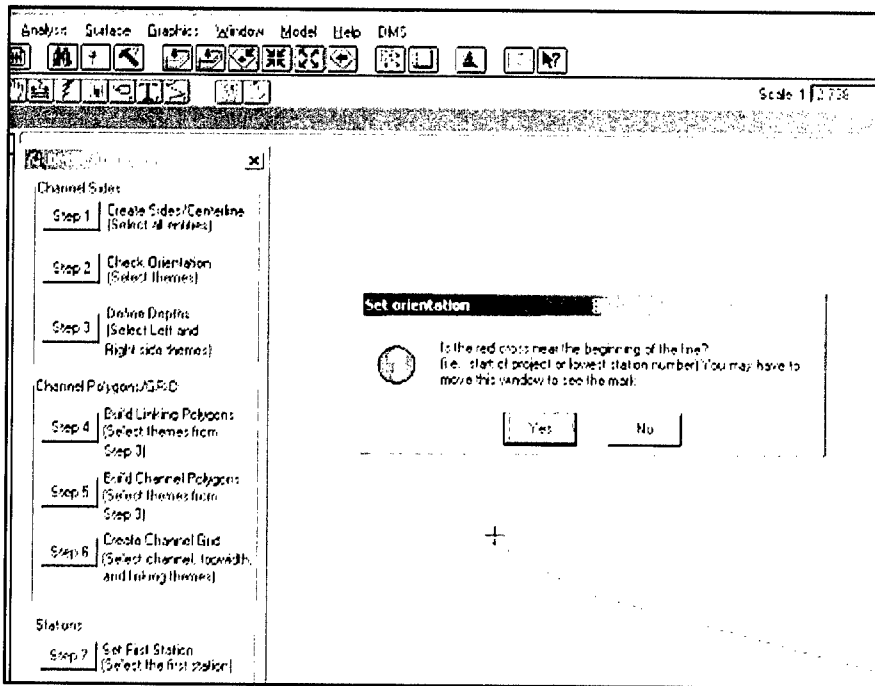 Analysis Surface Graphics Window Model Help DMS
Scale 1:
Channel Sides
Step 1 Create Sides/Centerline
(Select all entities)
Step 2 Check Orientation
(Select themes)
Step 3 Define Depths
(Select Left and
Right side themes)
Channel Polygons/GRID
Step 4 Build Linking Polygons
(Select themes from
Step 3)
Step 5 Build Channel Polygons
(Select themes from
Step 3)
Step 6 Create Channel Grid
(Select channel, topwidth,
and linking themes)
Stations
Step 7 Set First Station
(Select the first station)
Set orientation
Is the red cross near the beginning of the line?
(i.e. start of project or lowest station number) You may have to
move this window to see the mark
Yes No